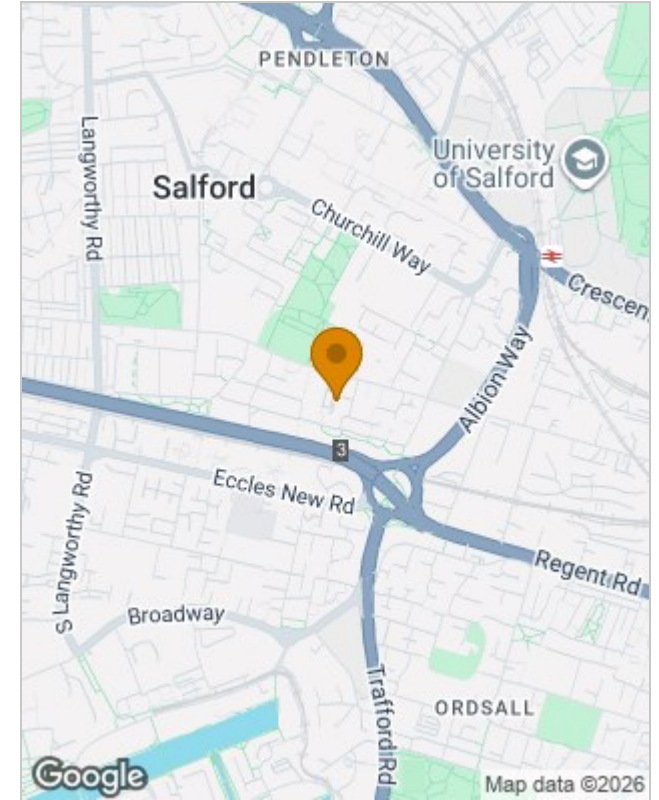 PENDLETON
Langworthy Rd
University
of Salford
Salford
Churchill Way
Crescen
Albion Way
3
Eccles New Rd
S Langworthy Rd
Regent Rd
Broadway
Trafford Rd
ORDSALL
Google
Map data ©2026